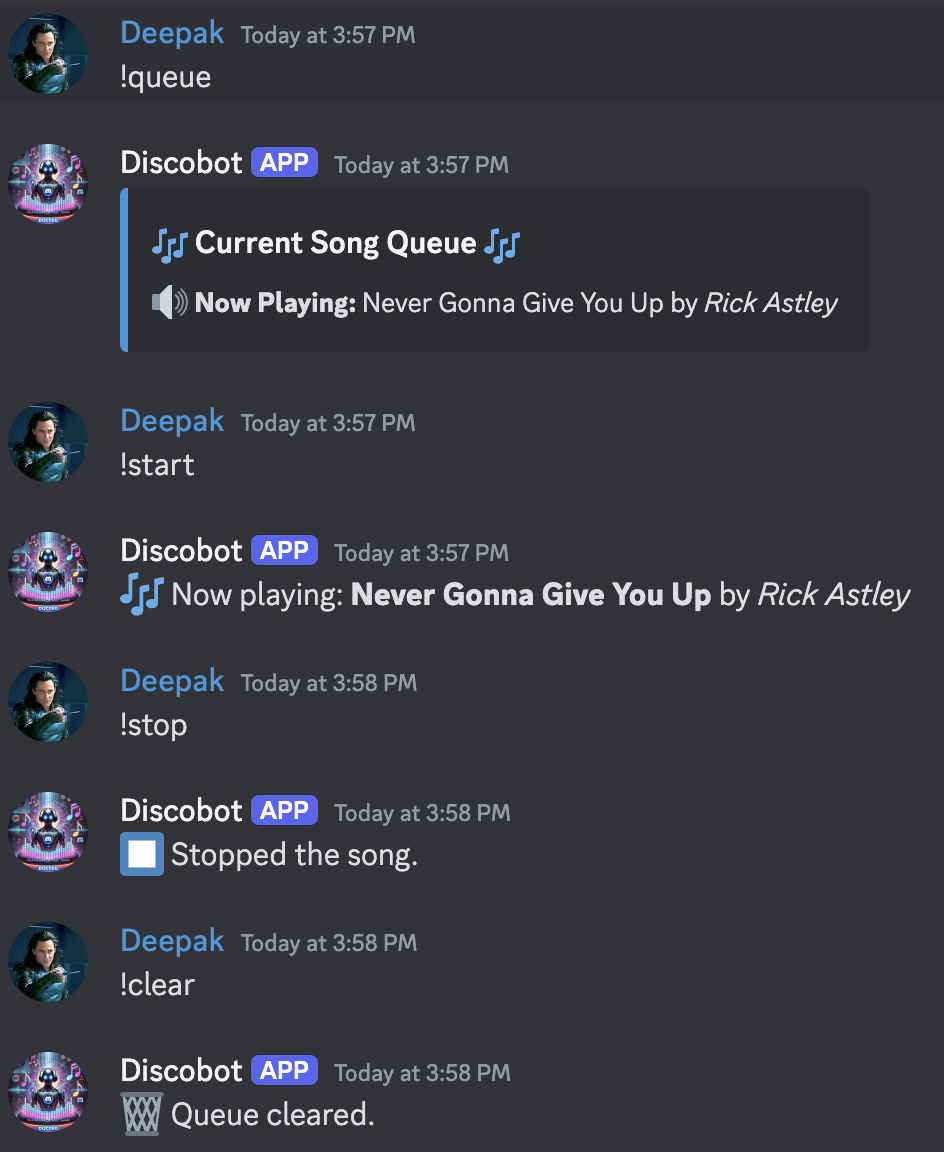 Deepak Today at 3:57 PM
!queue
Discobot APP Today at 3:57 PM
🎶 Current Song Queue 🎶
🔊 Now Playing: Never Gonna Give You Up by Rick Astley
Deepak Today at 3:57 PM
!start
Discobot APP Today at 3:57 PM
🎶 Now playing: Never Gonna Give You Up by Rick Astley
Deepak Today at 3:58 PM
!stop
Discobot APP Today at 3:58 PM
⏹️ Stopped the song.
Deepak Today at 3:58 PM
!clear
Discobot APP Today at 3:58 PM
🗑️ Queue cleared.